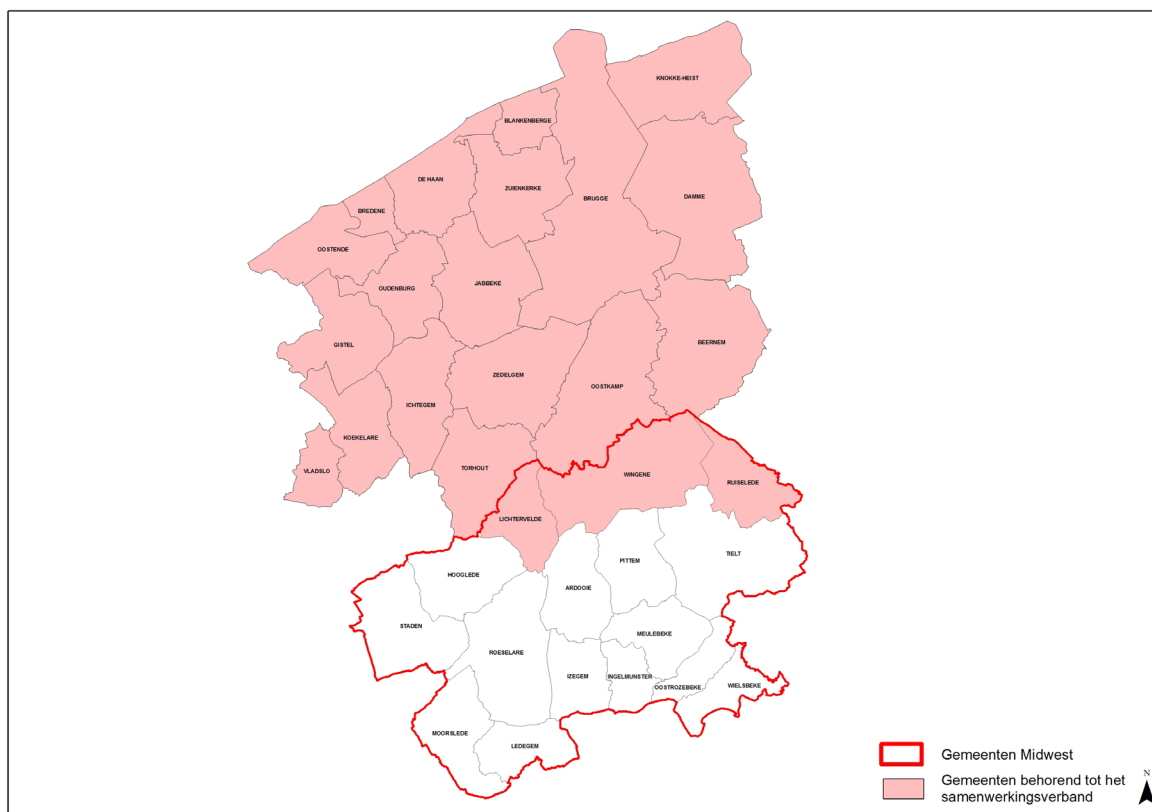 KNOKKE-HEIST
BLANKENBERGE
DE HAAN
ZUIENKERKE
BRUGGE
DAMME
BREDENE
OOSTENDE
OUDENBURG
JABBEKE
GISTEL
BEERNEM
ZEDELGEM
OOSTKAMP
ICHTEGEM
KOEKELARE
VLADSLO
TORHOUT
WINGENE
RUISELEDE
LICHTERVELDE
TIELT
PITTEM
HOOGLEDE
ARDOOIE
STADEN
MEULEBEKE
ROESELARE
IZEGEM
INGELMUNSTER
OOSTROZEBEKE
WIELSBEKE
MOORSLEDE
LEDEGEM
Gemeenten Midwest
Gemeenten behorend tot het
samenwerkingsverband
N